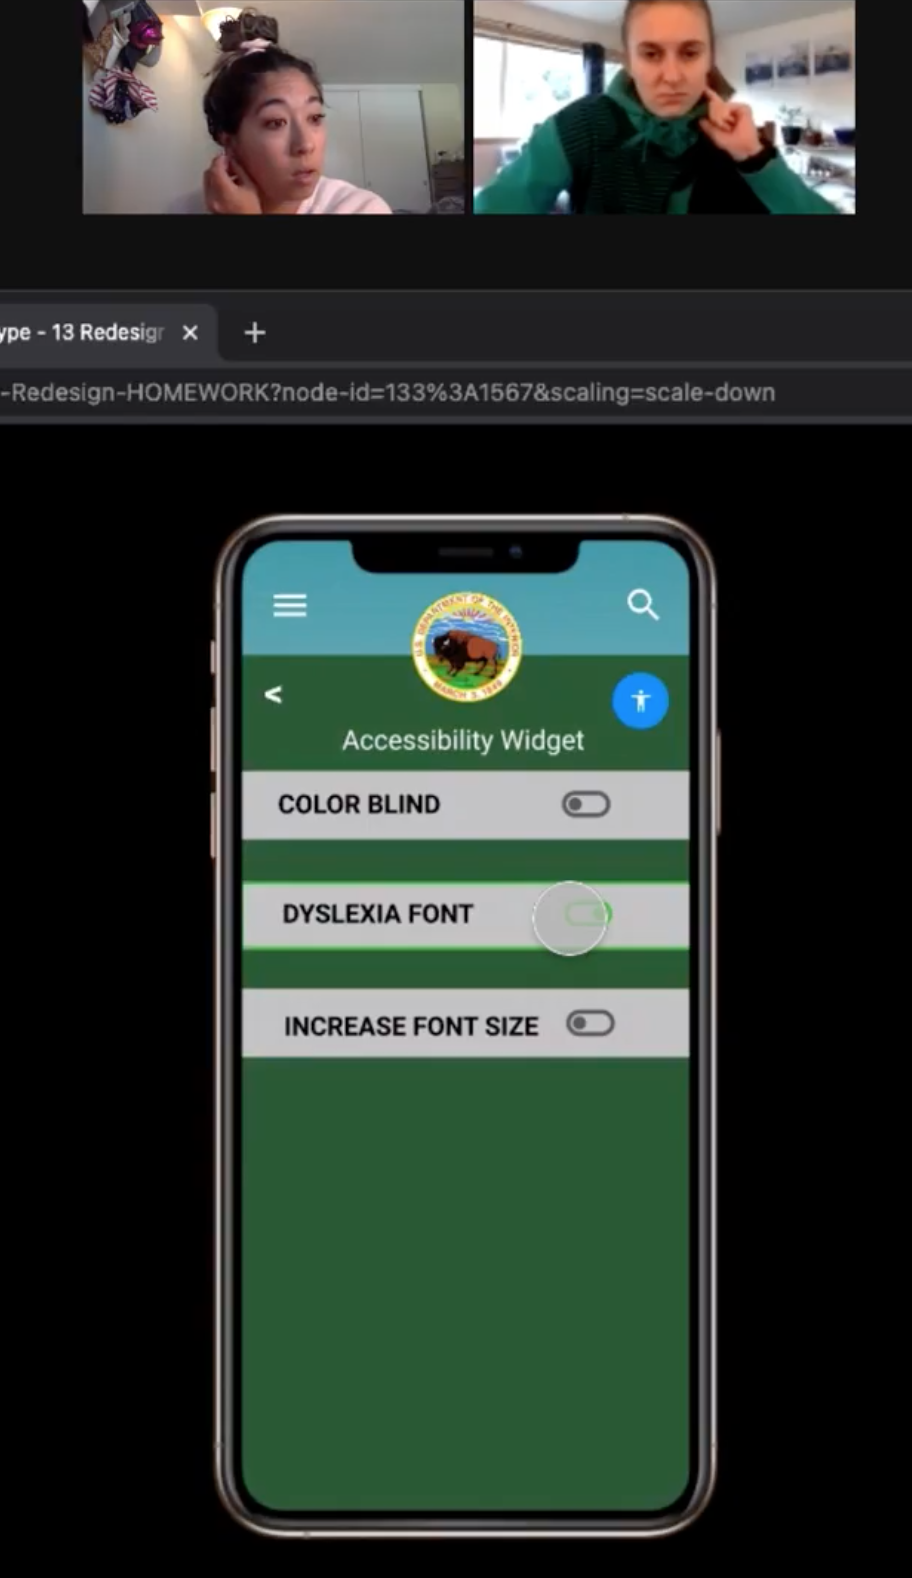 ype - 13 Redesign
-Redesign-HOMEWORK?node-id=133%3A1567&scaling=scale-down
U.S. DEPARTMENT OF THE INTERIOR
MARCH 3, 1849
<
Accessibility Widget
COLOR BLIND
DYSLEXIA FONT
INCREASE FONT SIZE